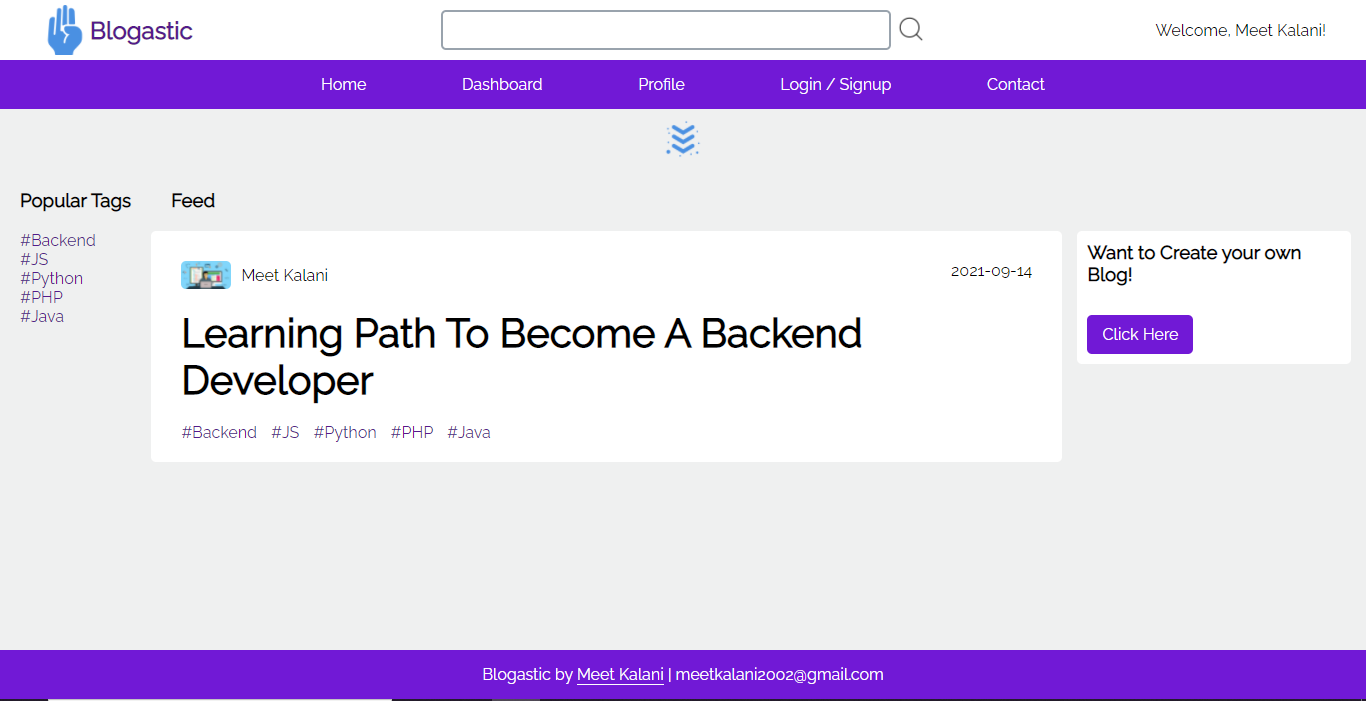 Blogastic
Welcome, Meet Kalani!
Home Dashboard Profile Login / Signup Contact
Popular Tags
#Backend
#JS
#Python
#PHP
#Java
Feed
Meet Kalani
2021-09-14
Learning Path To Become A Backend
Developer
#Backend #JS #Python #PHP #Java
Want to Create your own
Blog!
Click Here
Blogastic by Meet Kalani | meetkalani2002@gmail.com